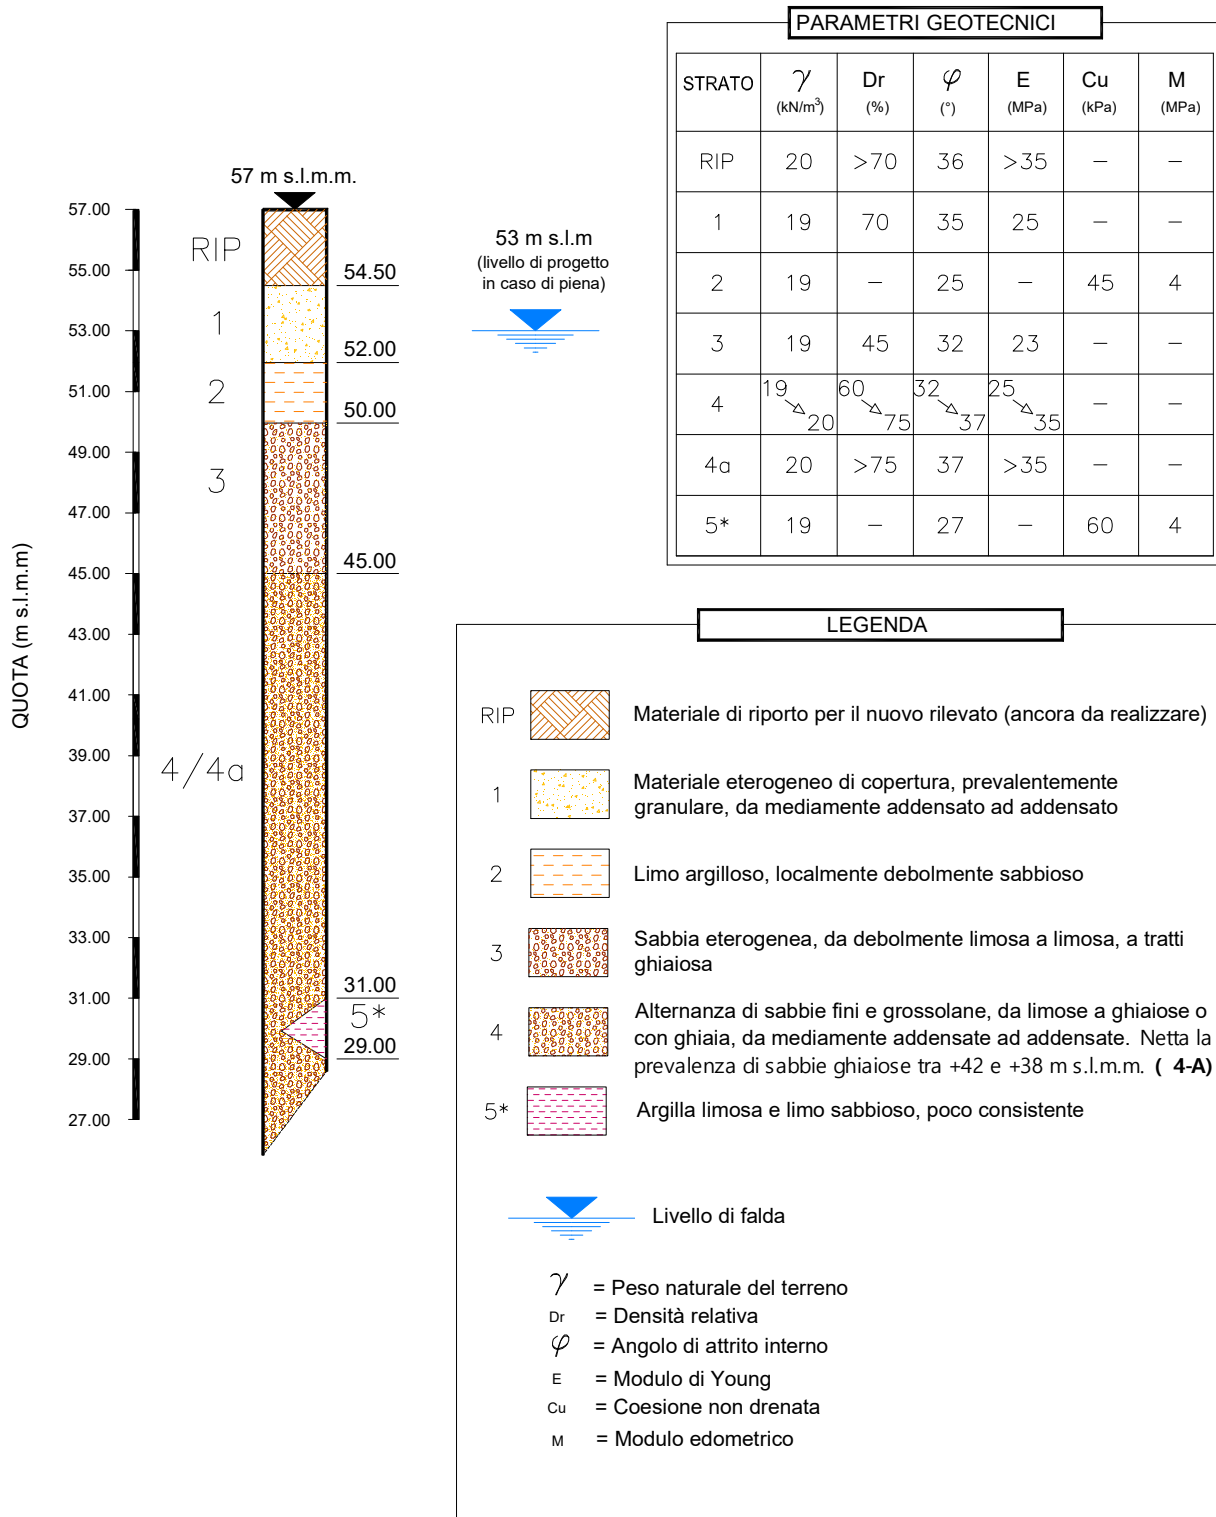 PARAMETRI GEOTECNICI
STRATO γ Dr φ E Cu M
(kN/m³) (%) (°) (MPa) (kPa) (MPa)
RIP 20 >70 36 >35 – –
1 19 70 35 25 – –
2 19 – 25 – 45 4
3 19 45 32 23 – –
4 19 20 60 75 32 37 25 35 – –
4a 20 >75 37 >35 – –
5* 19 – 27 – 60 4
57 m s.l.m.m.
QUOTA (m s.l.m.m)
57.00
55.00
53.00
51.00
49.00
47.00
45.00
43.00
41.00
39.00
37.00
35.00
33.00
31.00
29.00
27.00
RIP
1
2
3
4/4a
54.50
52.00
50.00
45.00
31.00
5*
29.00
53 m s.l.m
(livello di progetto
in caso di piena)
LEGENDA
RIP Materiale di riporto per il nuovo rilevato (ancora da realizzare)
1 Materiale eterogeneo di copertura, prevalentemente
granulare, da mediamente addensato ad addensato
2 Limo argilloso, localmente debolmente sabbioso
3 Sabbia eterogenea, da debolmente limosa a limosa, a tratti
ghiaiosa
4 Alternanza di sabbie fini e grossolane, da limose a ghiaiose o
con ghiaia, da mediamente addensate ad addensate. Netta la
prevalenza di sabbie ghiaiose tra +42 e +38 m s.l.m.m. ( 4-A)
5* Argilla limosa e limo sabbioso, poco consistente
Livello di falda
γ = Peso naturale del terreno
Dr = Densità relativa
φ = Angolo di attrito interno
E = Modulo di Young
Cu = Coesione non drenata
M = Modulo edometrico